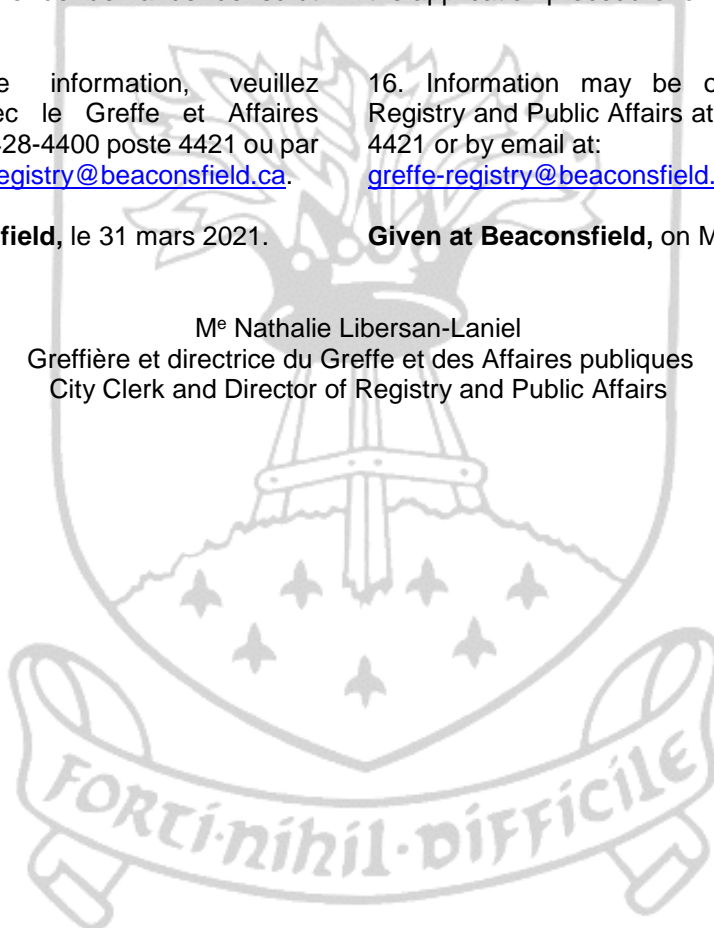 e information, veuillez
ec le Greffe et Affaires
28-4400 poste 4421 ou par
egistry@beaconsfield.ca.
field, le 31 mars 2021.
16. Information may be
Registry and Public Affairs at
4421 or by email at:
greffe-registry@beaconsfield.
Given at Beaconsfield, on M
Me Nathalie Libersan-Laniel
Greffière et directrice du Greffe et des Affaires publiques
City Clerk and Director of Registry and Public Affairs
FORTI·NIHIL·DIFFICILE